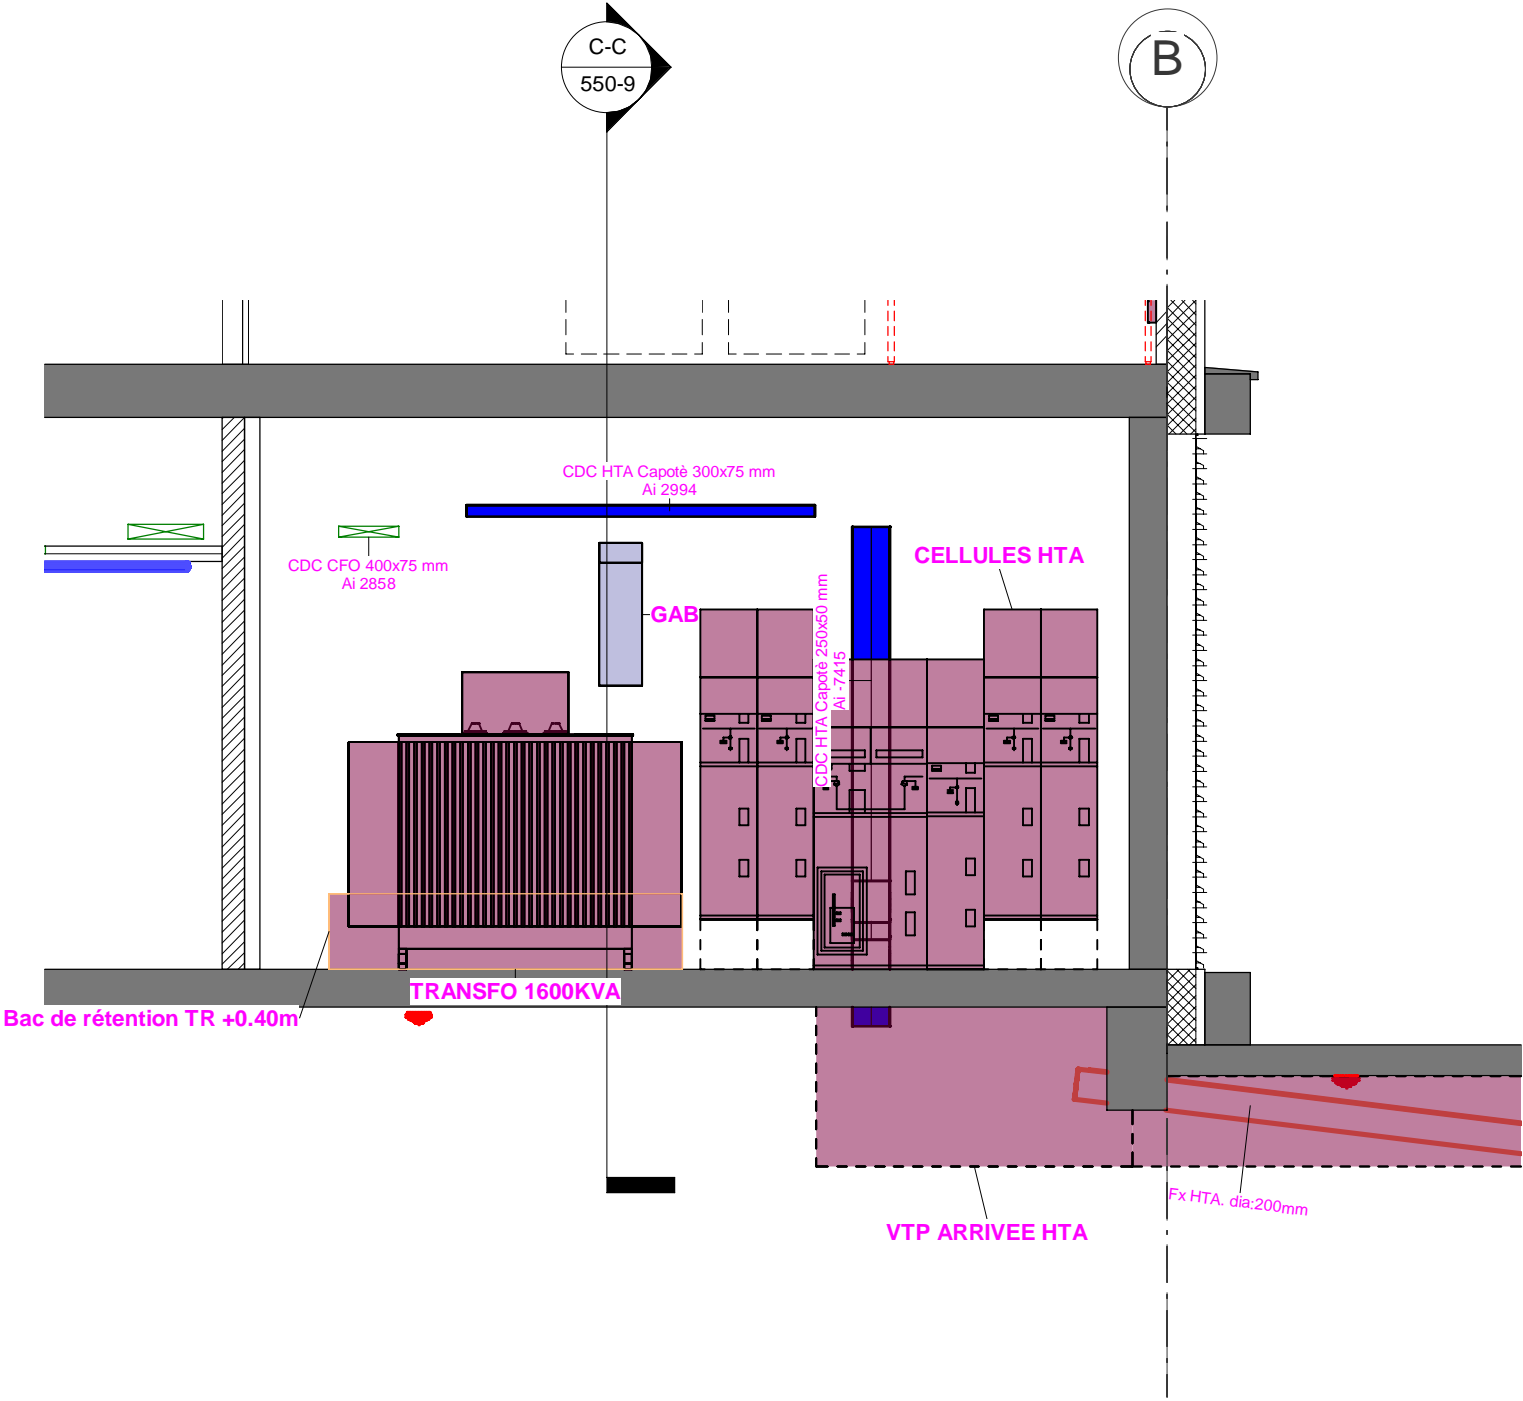 C-C
550-9
B
CDC HTA Capotè 300x75 mm
Ai 2994
CDC CFO 400x75 mm
Ai 2858
CELLULES HTA
GAB
CDC HTA Capotè 250x50 mm
Ai -7415
TRANSFO 1600KVA
Bac de rétention TR +0.40m
Fx HTA. dia:200mm
VTP ARRIVEE HTA